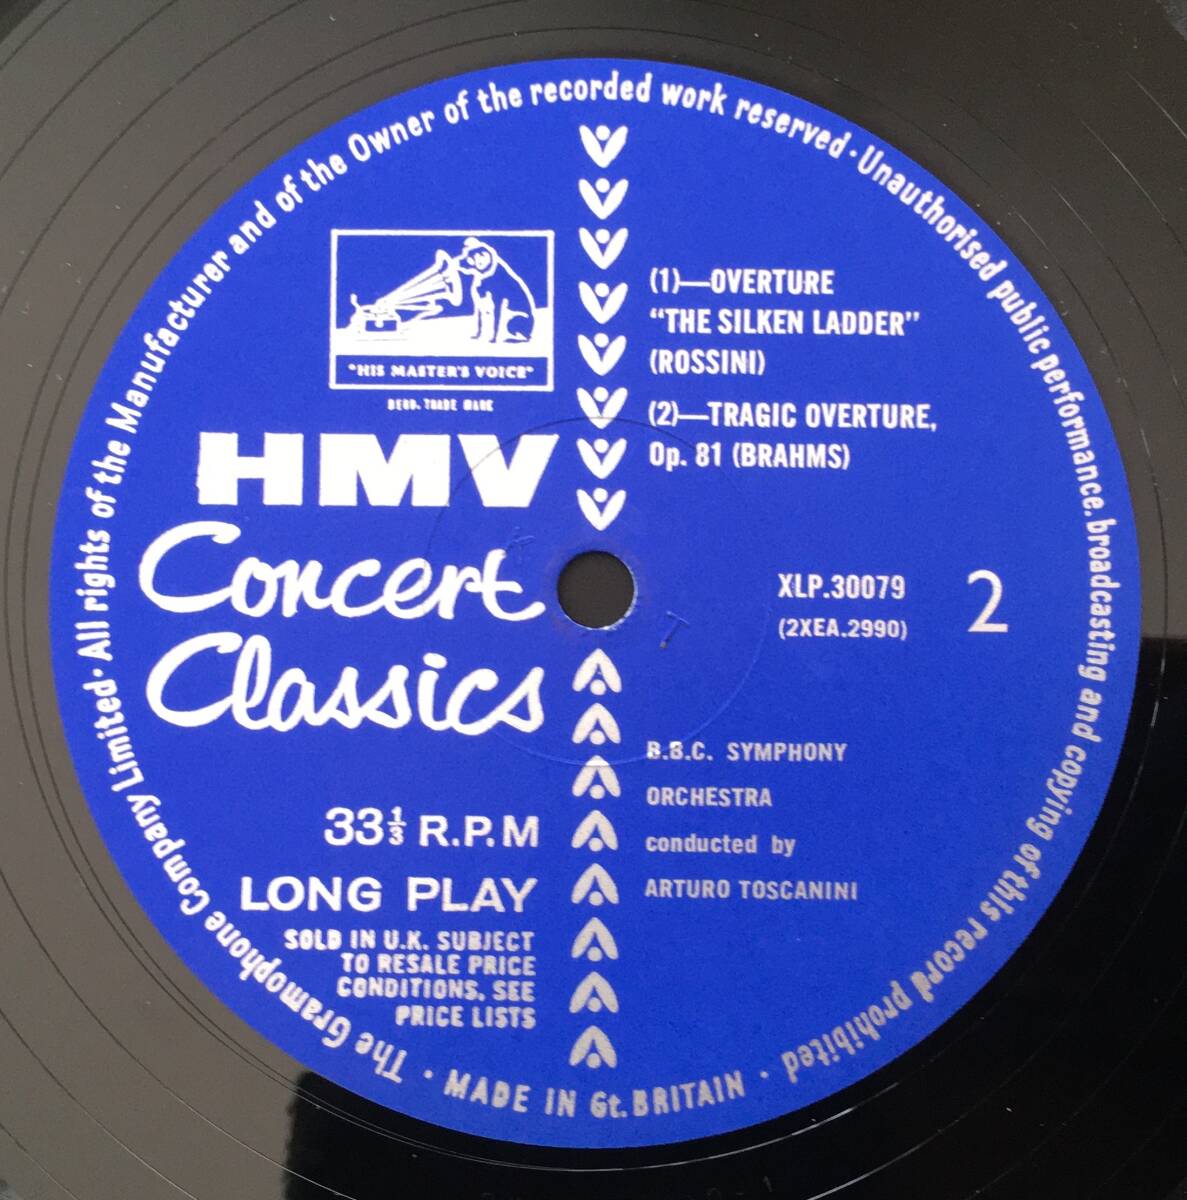 The Gramophone Company Limited · All rights of the Manufacturer and of the Owner of the recorded work reserved · Unauthorised public performance. broadcasting and copying of this record prohibited ·
"HIS MASTER'S VOICE"
REGD. TRADE MARK
HMV
Concert
Classics
33⅓ R.P.M
LONG PLAY
SOLD IN U.K. SUBJECT
TO RESALE PRICE
CONDITIONS. SEE
PRICE LISTS
(1)—OVERTURE
"THE SILKEN LADDER"
(ROSSINI)
(2)—TRAGIC OVERTURE,
Op. 81 (BRAHMS)
XLP.30079
(2XEA.2990)
2
B.B.C. SYMPHONY
ORCHESTRA
conducted by
ARTURO TOSCANINI
K
T
MADE IN Gt. BRITAIN ·